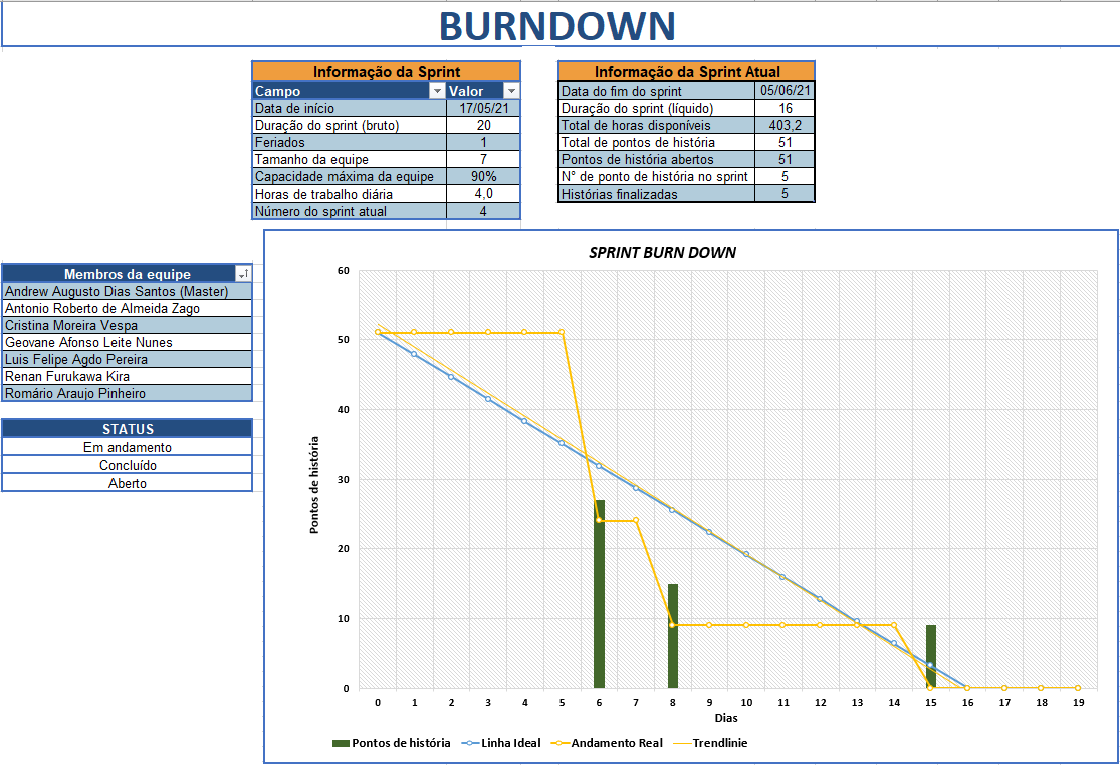 BURNDOWN
Informação da Sprint
Campo Valor
Data de início 17/05/21
Duração do sprint (bruto) 20
Feriados 1
Tamanho da equipe 7
Capacidade máxima da equipe 90%
Horas de trabalho diária 4,0
Número do sprint atual 4
Informação da Sprint Atual
Data do fim do sprint 05/06/21
Duração do sprint (líquido) 16
Total de horas disponíveis 403,2
Total de pontos de história 51
Pontos de história abertos 51
N° de ponto de história no sprint 5
Histórias finalizadas 5
Membros da equipe
Andrew Augusto Dias Santos (Master)
Antonio Roberto de Almeida Zago
Cristina Moreira Vespa
Geovane Afonso Leite Nunes
Luis Felipe Agdo Pereira
Renan Furukawa Kira
Romário Araujo Pinheiro
STATUS
Em andamento
Concluído
Aberto
SPRINT BURN DOWN
Pontos de história
60
50
40
30
20
10
0
0 1 2 3 4 5 6 7 8 9 10 11 12 13 14 15 16 17 18 19
Dias
Pontos de história Linha Ideal Andamento Real Trendlinie